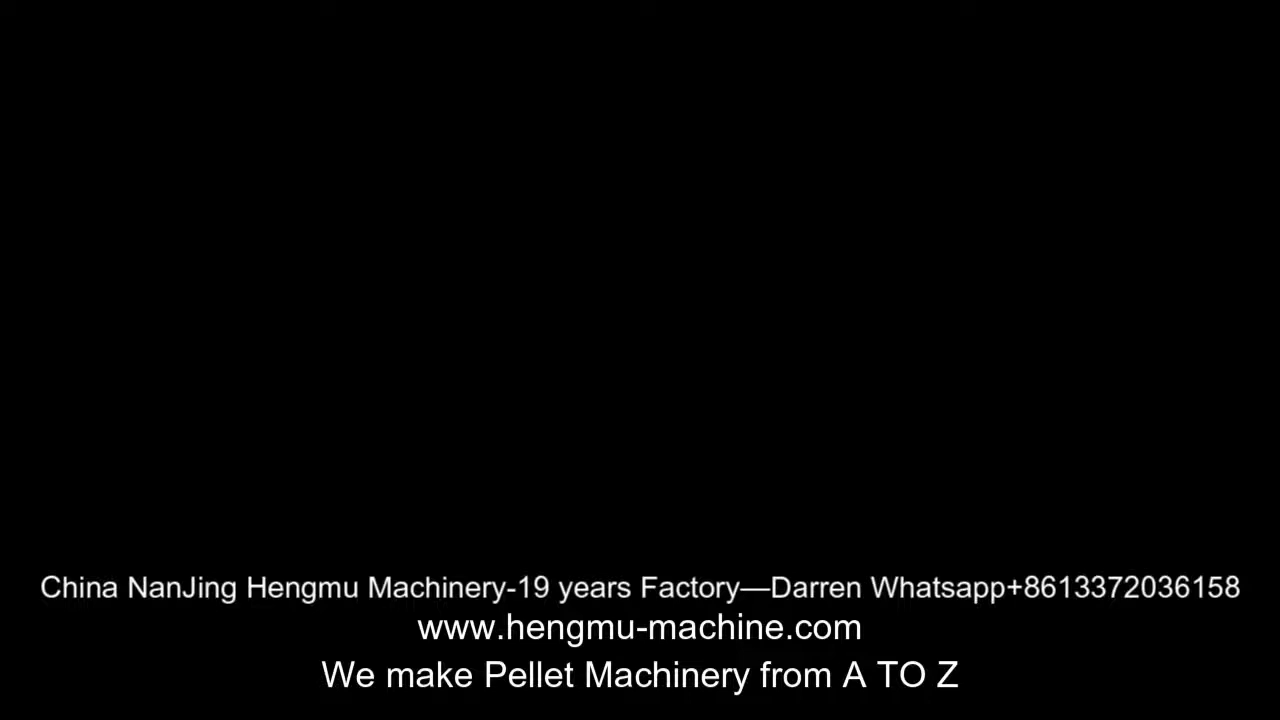 China NanJing Hengmu Machinery-19 years Factory—Darren Whatsapp+8613372036158
www.hengmu-machine.com
We make Pellet Machinery from A TO Z